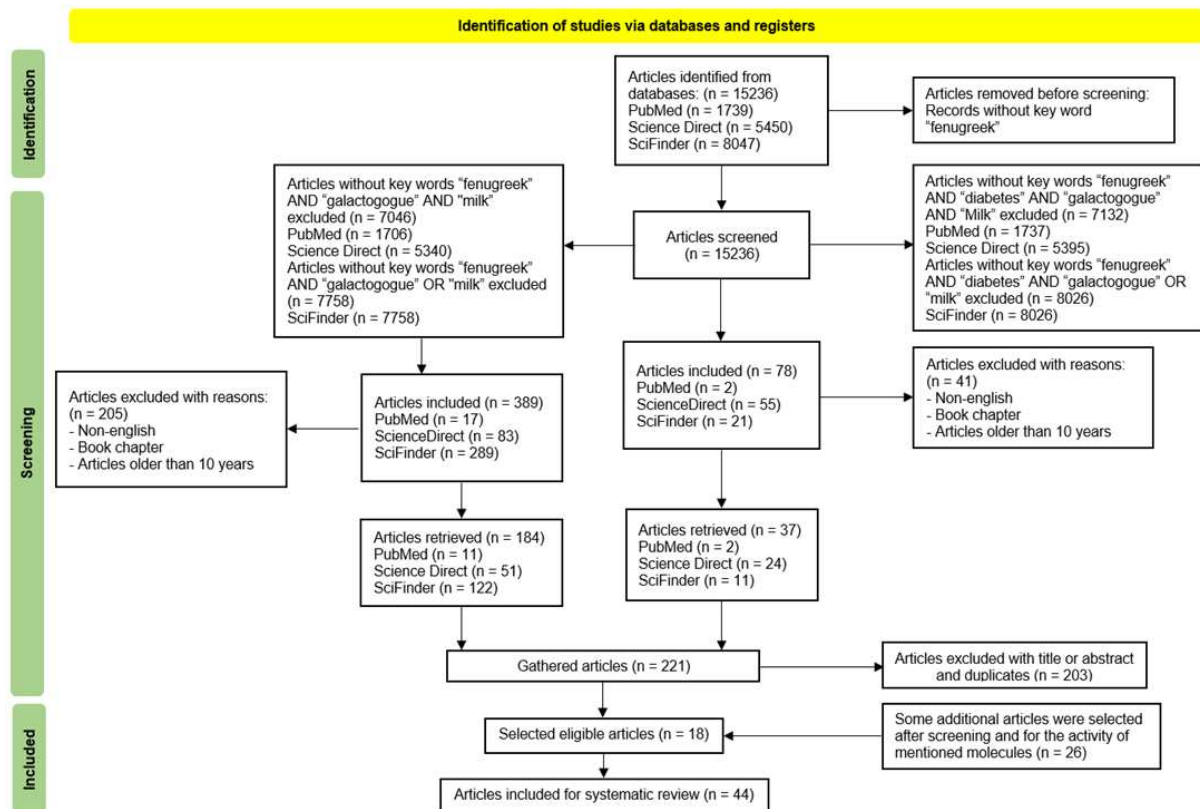 Identification of studies via databases and registers
Identification
Articles identified from
databases: (n = 15236)
PubMed (n = 1739)
Science Direct (n = 5450)
SciFinder (n = 8047)
Articles removed before screening:
Records without key word
“fenugreek”
Screening
Articles without key words “fenugreek”
AND “galactogogue” AND "milk"
excluded (n = 7046)
PubMed (n = 1706)
Science Direct (n = 5340)
Articles without key words “fenugreek”
AND “galactogogue” OR "milk” excluded
(n = 7758)
SciFinder (n = 7758)
Articles screened
(n = 15236)
Articles without key words “fenugreek”
AND “diabetes” AND “galactogogue”
AND “Milk” excluded (n = 7132)
PubMed (n = 1737)
Science Direct (n = 5395)
Articles without key words “fenugreek”
AND “diabetes” AND “galactogogue” OR
“milk” excluded (n = 8026)
SciFinder (n = 8026)
Articles excluded with reasons:
(n = 205)
- Non-english
- Book chapter
- Articles older than 10 years
Articles included (n = 389)
PubMed (n = 17)
ScienceDirect (n = 83)
SciFinder (n = 289)
Articles included (n = 78)
PubMed (n = 2)
ScienceDirect (n = 55)
SciFinder (n = 21)
Articles excluded with reasons:
(n = 41)
- Non-english
- Book chapter
- Articles older than 10 years
Articles retrieved (n = 184)
PubMed (n = 11)
Science Direct (n = 51)
SciFinder (n = 122)
Articles retrieved (n = 37)
PubMed (n = 2)
Science Direct (n = 24)
SciFinder (n = 11)
Gathered articles (n = 221)
Articles excluded with title or abstract
and duplicates (n = 203)
Included
Selected eligible articles (n = 18)
Some additional articles were selected
after screening and for the activity of
mentioned molecules (n = 26)
Articles included for systematic review (n = 44)